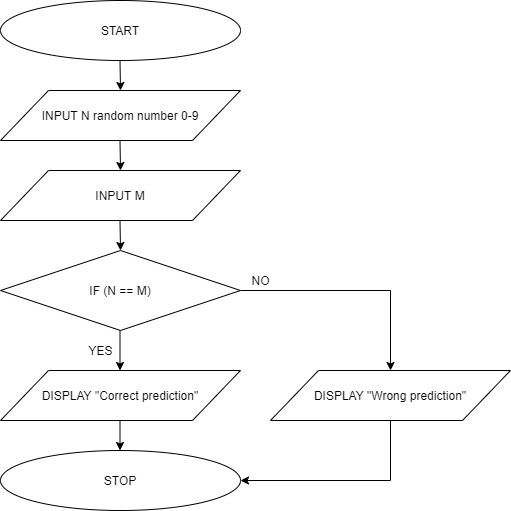 START
INPUT N random number 0-9
INPUT M
IF (N == M)
NO
YES
DISPLAY "Correct prediction"
DISPLAY "Wrong prediction"
STOP